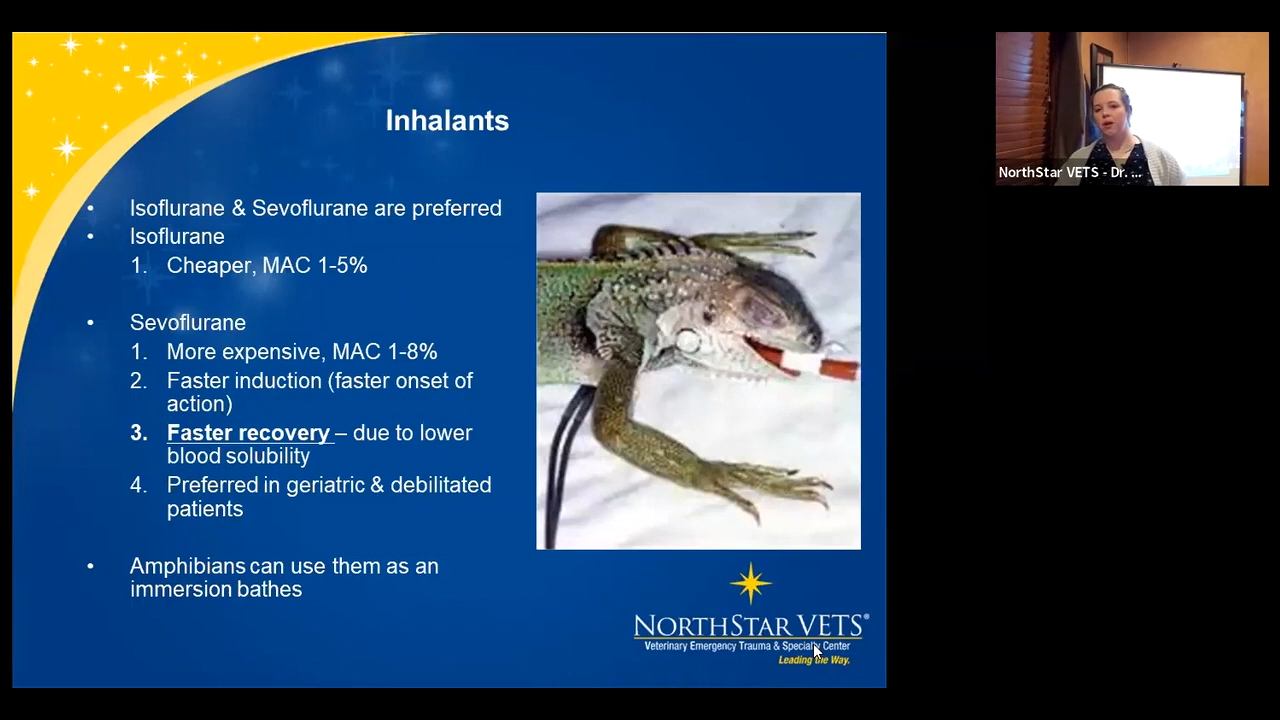 Inhalants
• Isoflurane & Sevoflurane are preferred
• Isoflurane
1. Cheaper, MAC 1-5%
• Sevoflurane
1. More expensive, MAC 1-8%
2. Faster induction (faster onset of
action)
3. Faster recovery – due to lower
blood solubility
4. Preferred in geriatric & debilitated
patients
• Amphibians can use them as an
immersion bathes
NORTHSTAR VETS®
Veterinary Emergency Trauma & Specialty Center
Leading the Way.
NorthStar VETS - Dr. ...